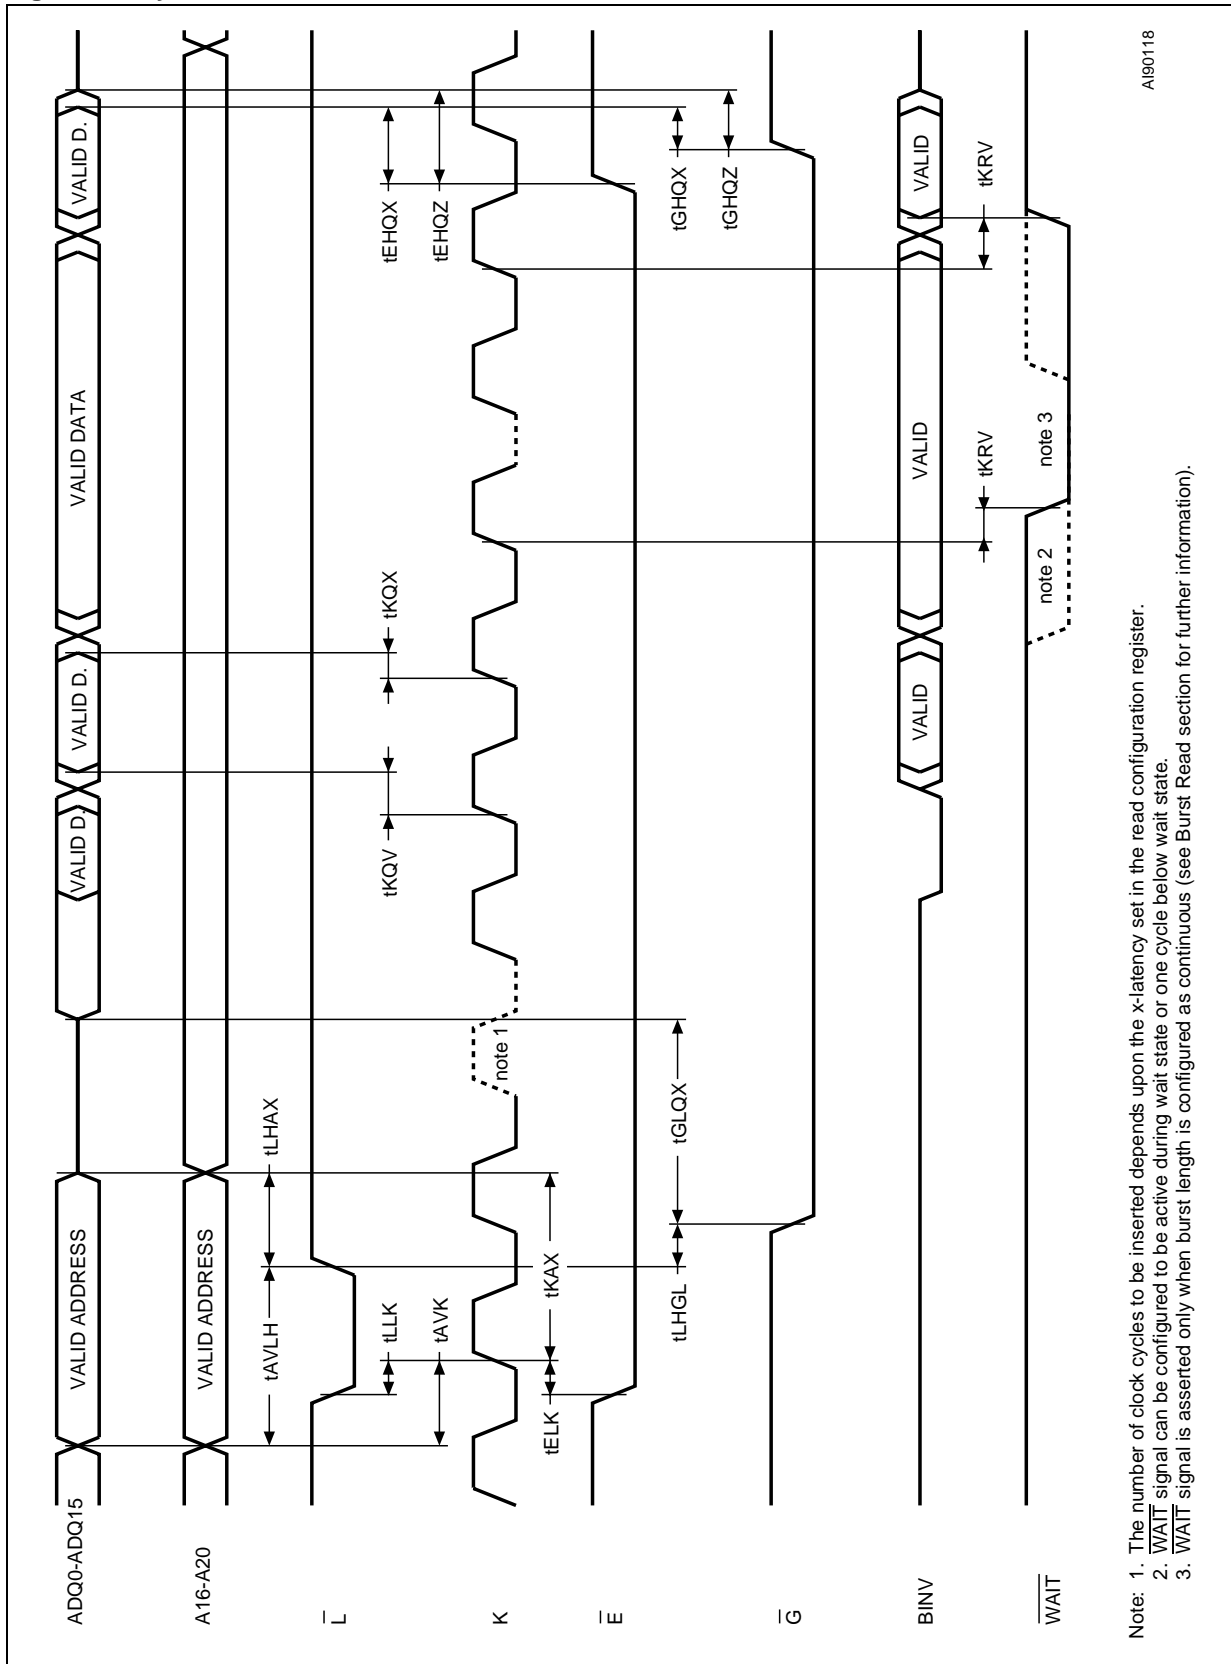 ADQ0-ADQ15
VALID ADDRESS
VALID D.
VALID D.
VALID DATA
VALID D.
A16-A20
VALID ADDRESS
tAVLH
tLHAX
L
tLLK
tKQV
tKQX
tEHQX
tAVK
tEHQZ
K
note 1
tELK
tKAX
E
tLHGL
tGLQX
tGHQX
tGHQZ
G
BINV
VALID
VALID
VALID
tKRV
tKRV
WAIT
note 2
note 3
Note: 1. The number of clock cycles to be inserted depends upon the x-latency set in the read configuration register.
2. WAIT signal can be configured to be active during wait state or one cycle below wait state.
3. WAIT signal is asserted only when burst length is configured as continuous (see Burst Read section for further information).
AI90118